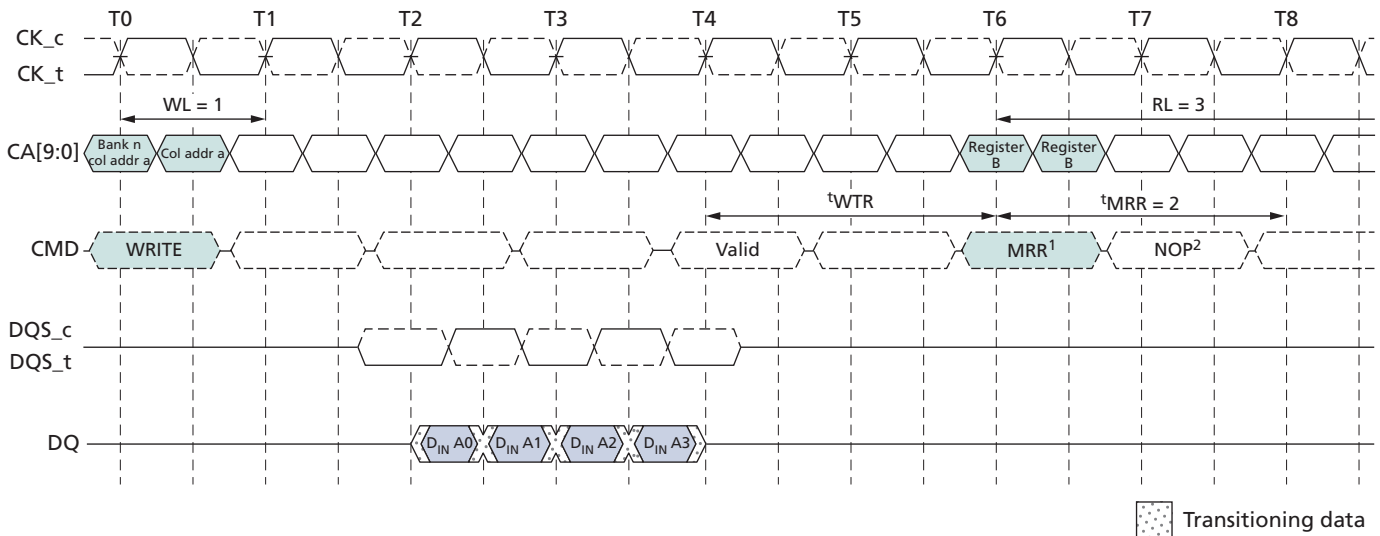 T0 T1 T2 T3 T4 T5 T6 T7 T8
CK_c
CK_t
WL = 1
RL = 3
CA[9:0]
Bank n
col addr a
Col addr a
Register
B
Register
B
tWTR
tMRR = 2
CMD
WRITE
Valid
MRR1
NOP2
DQS_c
DQS_t
DQ
DIN A0
DIN A1
DIN A2
DIN A3
Transitioning data